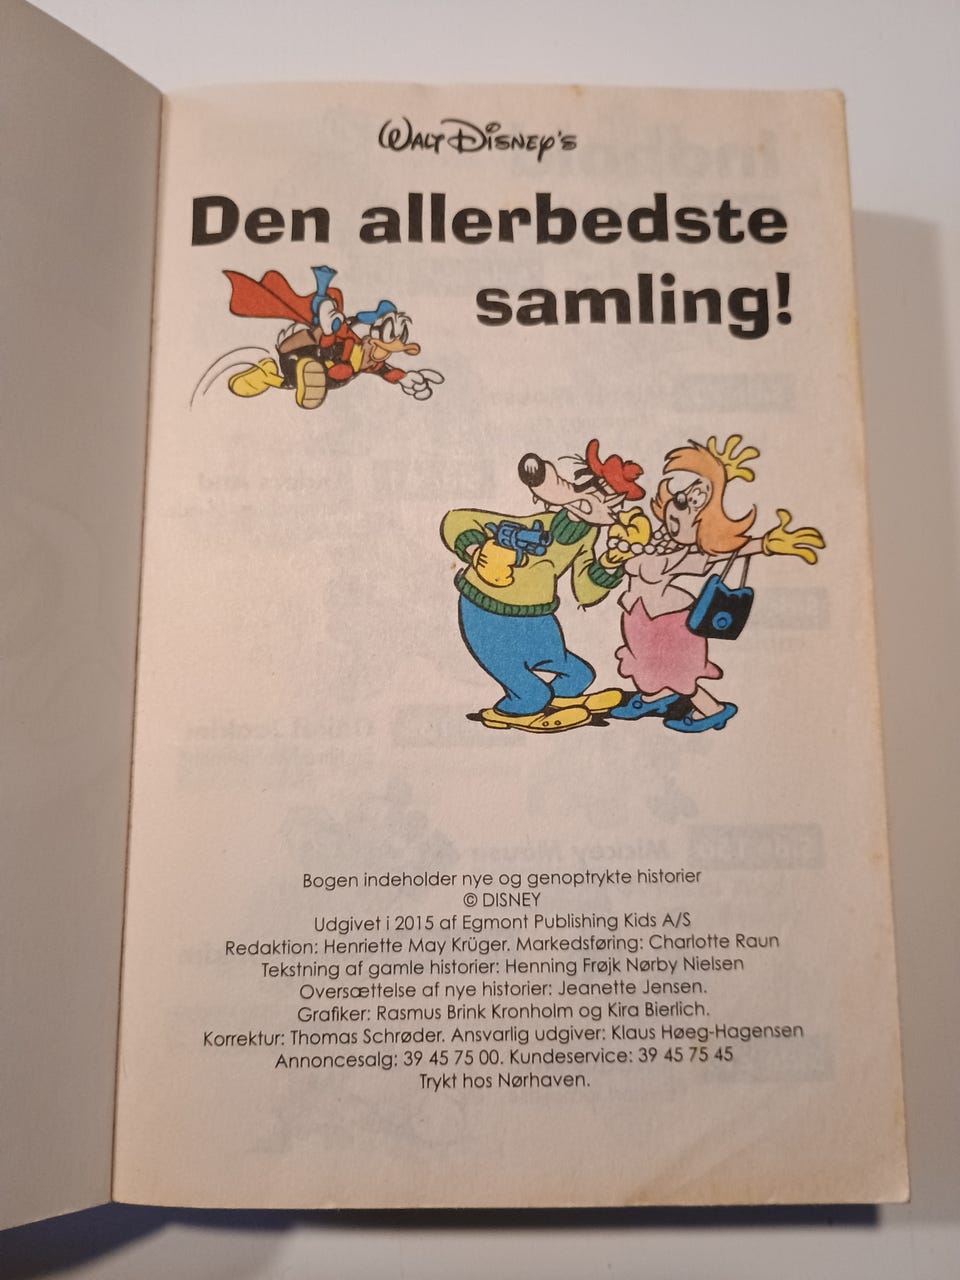 Walt Disney's
Den allerbedste
samling!
Bogen indeholder nye og genoptrykte historier
© DISNEY
Udgivet i 2015 af Egmont Publishing Kids A/S
Redaktion: Henriette May Krüger. Markedsføring: Charlotte Raun
Tekstning af gamle historier: Henning Frøjk Nørby Nielsen
Oversættelse af nye historier: Jeanette Jensen.
Grafiker: Rasmus Brink Kronholm og Kira Bierlich.
Korrektur: Thomas Schrøder. Ansvarlig udgiver: Klaus Høeg-Hagensen
Annoncesalg: 39 45 75 00. Kundeservice: 39 45 75 45
Trykt hos Nørhaven.